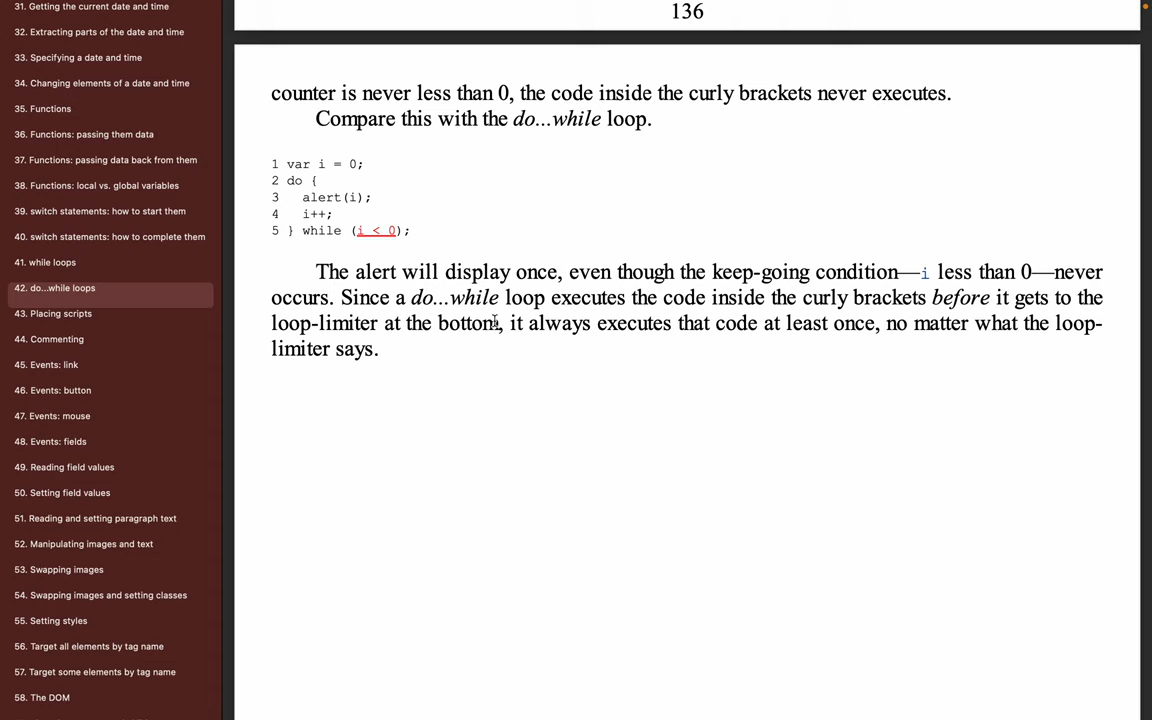 31. Getting the current date and time
32. Extracting parts of the date and time
33. Specifying a date and time
34. Changing elements of a date and time
35. Functions
36. Functions: passing them data
37. Functions: passing data back from them
38. Functions: local vs. global variables
39. switch statements: how to start them
40. switch statements: how to complete them
41. while loops
42. do...while loops
43. Placing scripts
44. Commenting
45. Events: link
46. Events: button
47. Events: mouse
48. Events: fields
49. Reading field values
50. Setting field values
51. Reading and setting paragraph text
52. Manipulating images and text
53. Swapping images
54. Swapping images and setting classes
55. Setting styles
56. Target all elements by tag name
57. Target some elements by tag name
58. The DOM
136
counter is never less than 0, the code inside the curly brackets never executes.
Compare this with the do...while loop.
1 var i = 0;
2 do {
3   alert(i);
4   i++;
5 } while (i < 0);
The alert will display once, even though the keep-going condition—i less than 0—never
occurs. Since a do...while loop executes the code inside the curly brackets before it gets to the
loop-limiter at the bottom, it always executes that code at least once, no matter what the loop-
limiter says.